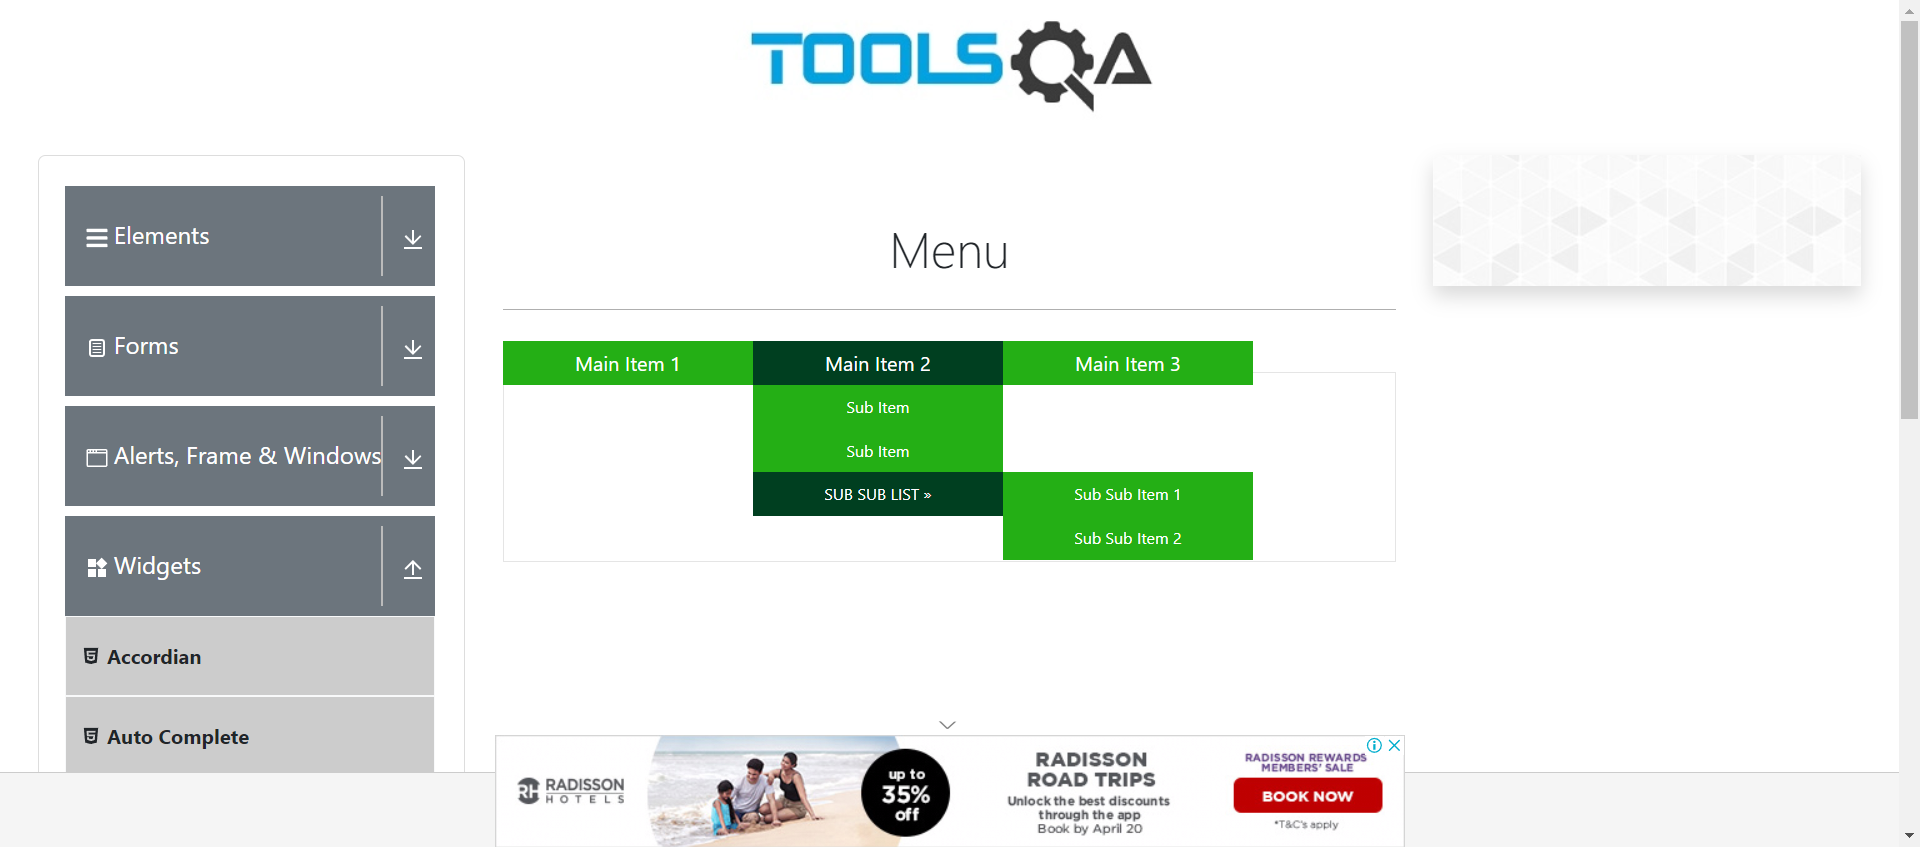 TOOLSQA
Elements
Forms
Alerts, Frame & Windows
Widgets
Accordian
Auto Complete
Menu
Main Item 1
Main Item 2
Main Item 3
Sub Item
Sub Item
SUB SUB LIST »
Sub Sub Item 1
Sub Sub Item 2
RH RADISSON
HOTELS
up to
35%
off
RADISSON
ROAD TRIPS
Unlock the best discounts
through the app
Book by April 20
RADISSON REWARDS
MEMBERS' SALE
BOOK NOW
*T&C's apply